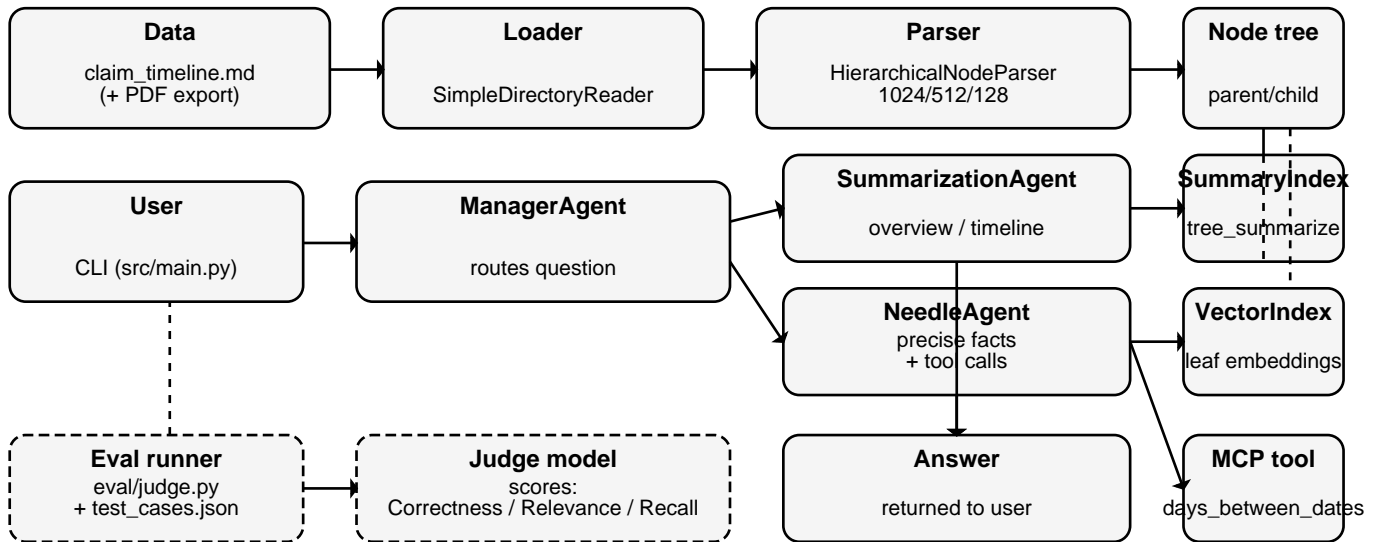 Data
claim_timeline.md
(+ PDF export)
Loader
SimpleDirectoryReader
Parser
HierarchicalNodeParser
1024/512/128
Node tree
parent/child
User
CLI (src/main.py)
ManagerAgent
routes question
SummarizationAgent
overview / timeline
SummaryIndex
tree_summarize
NeedleAgent
precise facts
+ tool calls
VectorIndex
leaf embeddings
Eval runner
eval/judge.py
+ test_cases.json
Judge model
scores:
Correctness / Relevance / Recall
Answer
returned to user
MCP tool
days_between_dates